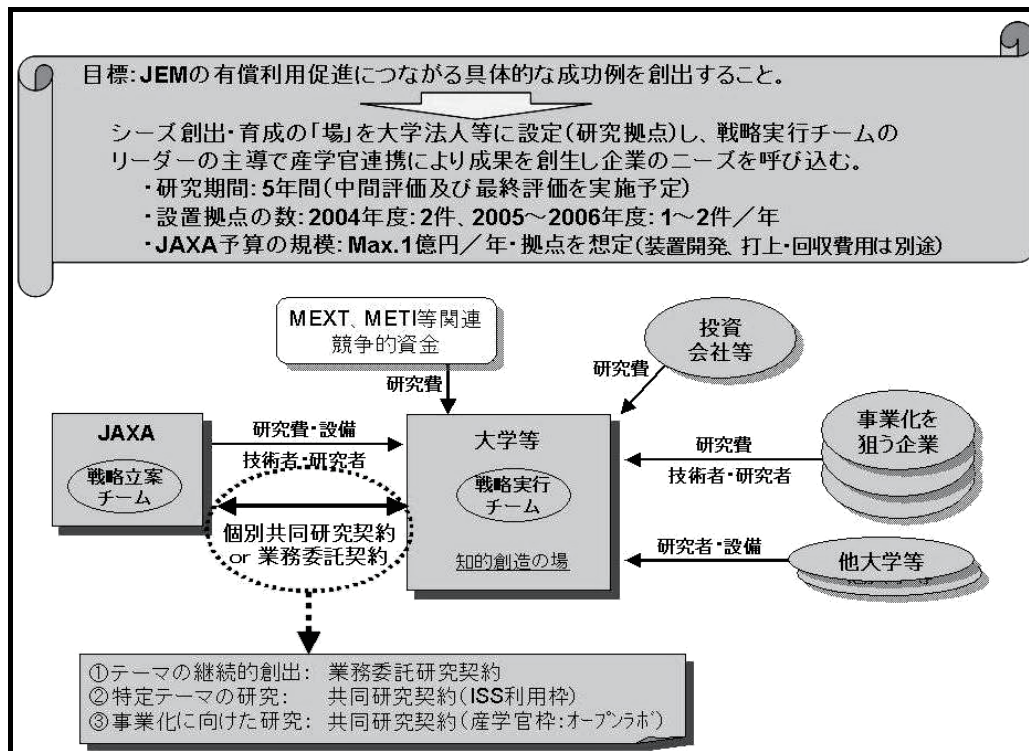 目標:JEMの有償利用促進につながる具体的な成功例を創出すること。
シーズ創出・育成の「場」を大学法人等に設定(研究拠点)し、戦略実行チームの
リーダーの主導で産学官連携により成果を創生し企業のニーズを呼び込む。
・研究期間:5年間(中間評価及び最終評価を実施予定)
・設置拠点の数:2004年度:2件、2005～2006年度:1～2件／年
・JAXA予算の規模:Max.1億円／年・拠点を想定(装置開発、打上・回収費用は別途)
MEXT、METI等関連
競争的資金
投資
会社等
研究費
研究費
JAXA
戦略立案
チーム
研究費・設備
技術者・研究者
大学等
戦略実行
チーム
知的創造の場
研究費
技術者・研究者
事業化を
狙う企業
個別共同研究契約
or 業務委託契約
研究者・設備
他大学等
①テーマの継続的創出: 業務委託研究契約
②特定テーマの研究: 共同研究契約(ISS利用枠)
③事業化に向けた研究: 共同研究契約(産学官枠:オープンラボ)